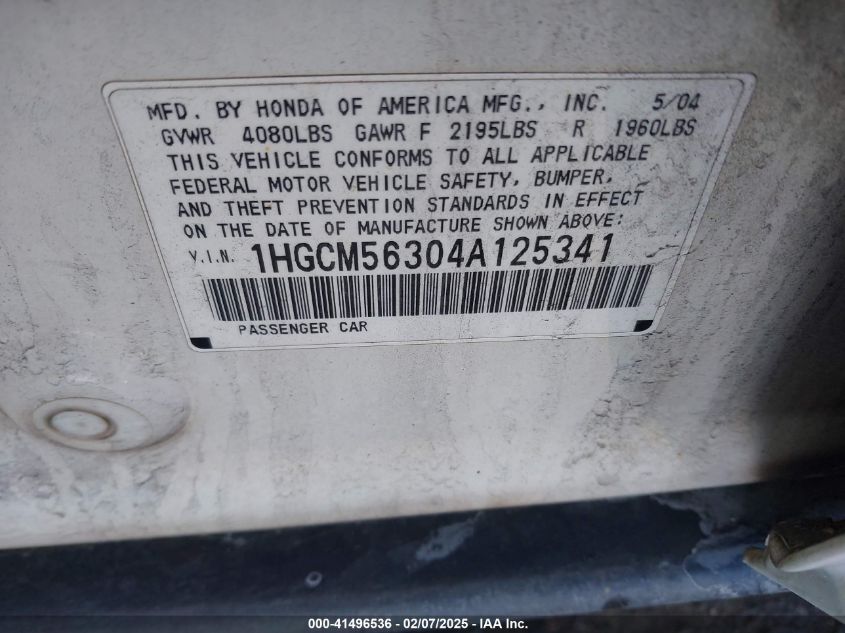 MFD. BY HONDA OF AMERICA MFG., INC. 5/04
GVWR 4080LBS GAWR F 2195LBS R 1960LBS
THIS VEHICLE CONFORMS TO ALL APPLICABLE
FEDERAL MOTOR VEHICLE SAFETY, BUMPER,
AND THEFT PREVENTION STANDARDS IN EFFECT
ON THE DATE OF MANUFACTURE SHOWN ABOVE:
V.I.N. 1HGCM56304A125341
PASSENGER CAR
000-41496536 - 02/07/2025 - 4232 - IAA Inc.